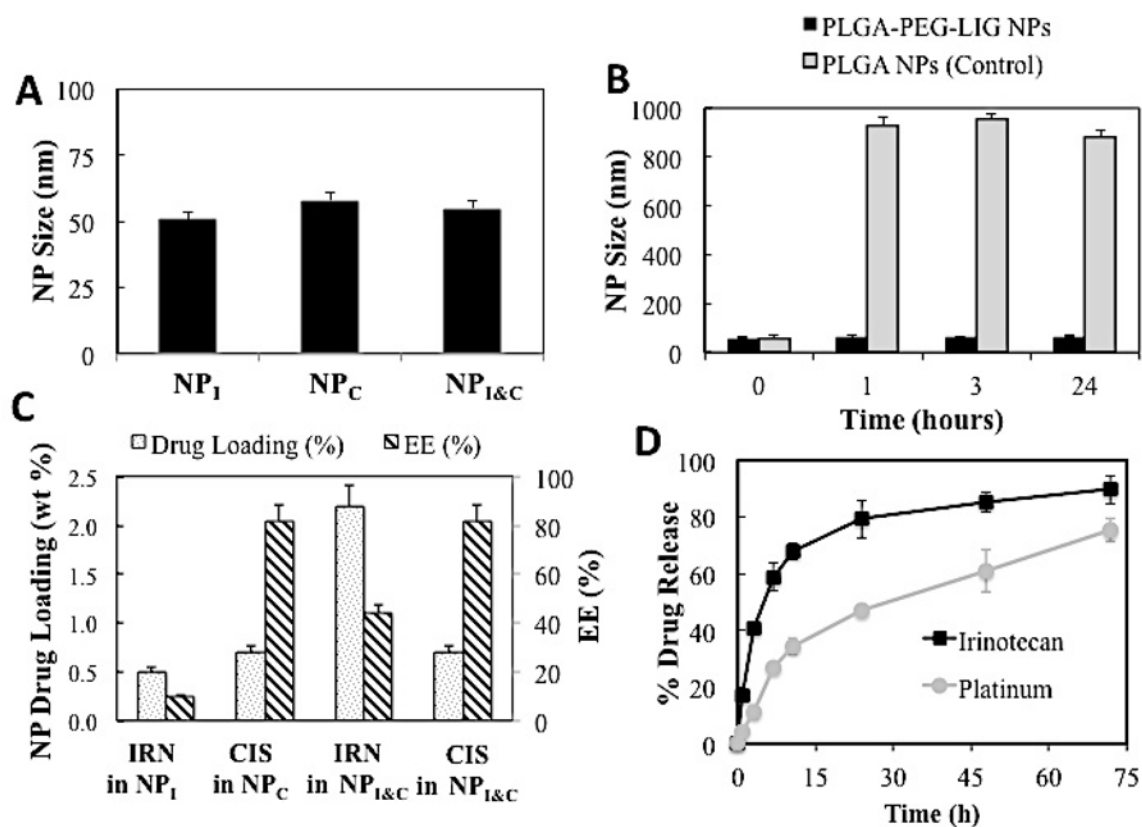 A
NP Size (nm)
100
75
50
25
0
NP_I
NP_C
NP_I&C
PLGA-PEG-LIG NPs
PLGA NPs (Control)
B
NP Size (nm)
1000
800
600
400
200
0
0 1 3 24
Time (hours)
C
Drug Loading (%)
EE (%)
NP Drug Loading (wt %)
2.5
2.0
1.5
1.0
0.5
0.0
100
80
60
40
20
0
EE (%)
IRN
in NP_I
CIS
in NP_C
IRN
in NP_I&C
CIS
in NP_I&C
D
% Drug Release
100
80
60
40
20
0
Irinotecan
Platinum
0 15 30 45 60 75
Time (h)